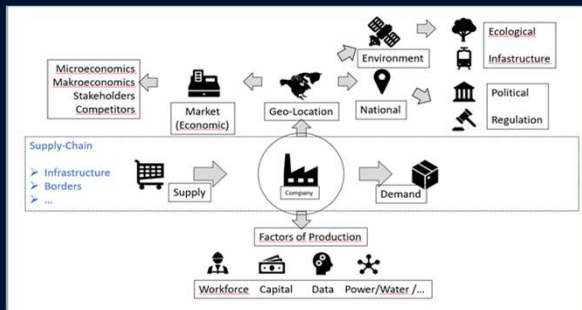 Ecological
Environment
Infastructure
Microeconomics
Makroeconomics
Stakeholders
Competitors
Market
(Economic)
Geo-Location
National
Political
Regulation
Supply-Chain
Infrastructure
Borders
...
Supply
Company
Demand
Factors of Production
Workforce Capital Data Power/Water /...